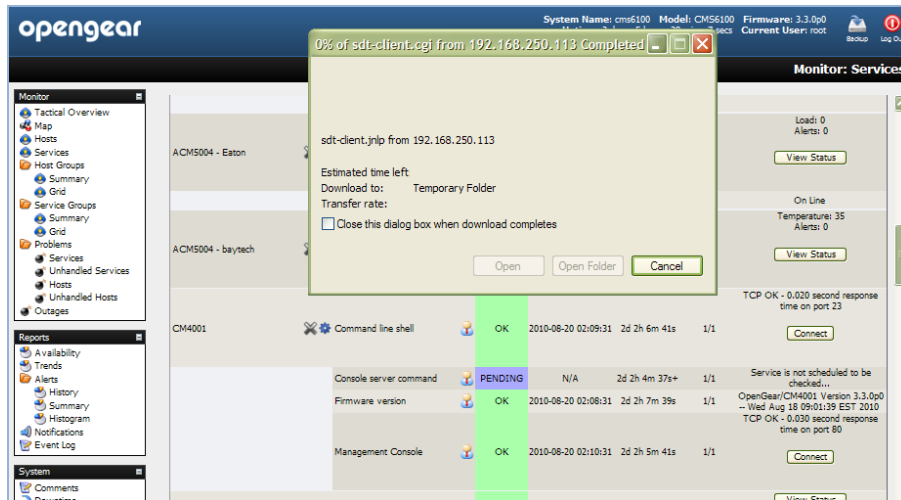 opengear
System Name: cms6100 Model: CMS6100 Firmware: 3.3.0p0
secs Current User: root
Backup
Log Ou
Monitor: Services
0% of sdt-client.cgi from 192.168.250.113 Completed
sdt-client.jnlp from 192.168.250.113
Estimated time left
Download to: Temporary Folder
Transfer rate:
Close this dialog box when download completes
Open
Open Folder
Cancel
Monitor
Tactical Overview
Map
Hosts
Services
Host Groups
Summary
Grid
Service Groups
Summary
Grid
Problems
Services
Unhandled Services
Hosts
Unhandled Hosts
Outages
Reports
Availability
Trends
Alerts
History
Summary
Histogram
Notifications
Event Log
System
Comments
Downtime
ACM5004 - Eaton
Load: 0
Alerts: 0
View Status
On Line
ACM5004 - baytech
Temperature: 35
Alerts: 0
View Status
CM4001
Command line shell OK 2010-08-20 02:09:31 2d 2h 6m 41s 1/1
TCP OK - 0.020 second response
time on port 23
Connect
Console server command PENDING N/A 2d 2h 4m 37s+ 1/1
Service is not scheduled to be
checked...
Firmware version OK 2010-08-20 02:08:31 2d 2h 7m 39s 1/1
OpenGear/CM4001 Version 3.3.0p0
-- Wed Aug 18 09:01:39 EST 2010
Management Console OK 2010-08-20 02:10:31 2d 2h 5m 41s 1/1
TCP OK - 0.030 second response
time on port 80
Connect
View Status